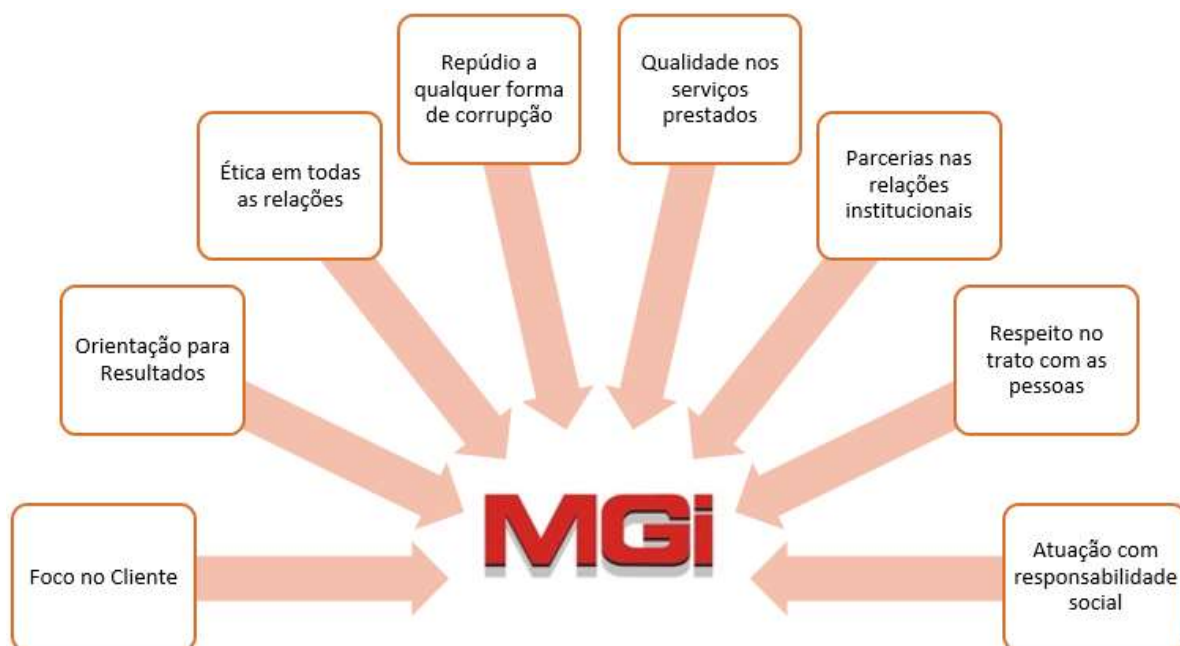 Repúdio a
qualquer forma
de corrupção
Qualidade nos
serviços
prestados
Ética em todas
as relações
Parcerias nas
relações
institucionais
Orientação para
Resultados
Respeito no
trato com as
pessoas
Foco no Cliente
MGi
Atuação com
responsabilidade
social